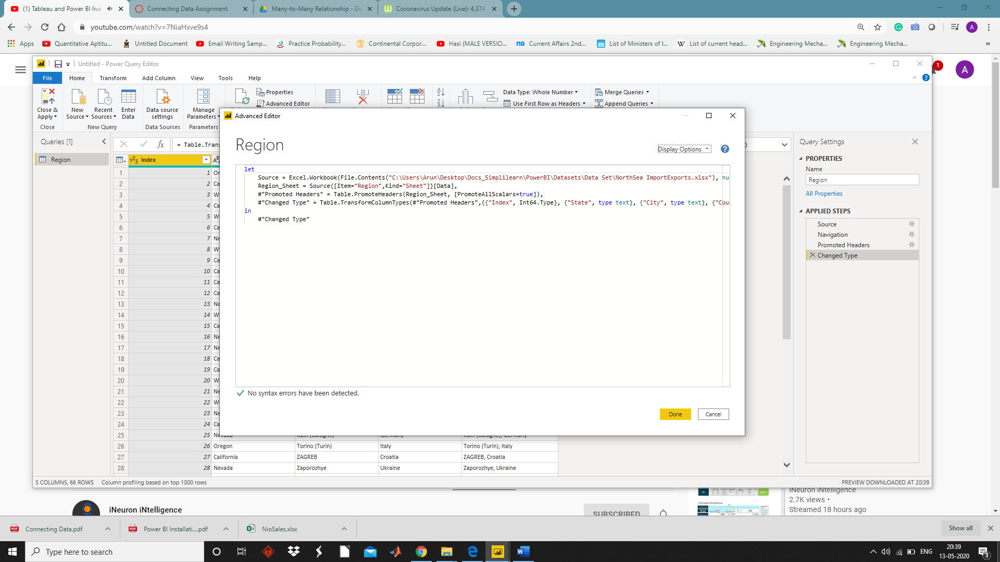 (1) Tableau and Power BI live
Connecting Data Assignment
Many-to-Many Relationship - Go
Coronavirus Update (Live): 4,374
youtube.com/watch?v=7NiaHxve9s4
A
Apps
Quantitative Aptitu...
Untitled Document
Email Writing Samp...
Practice Probability...
Continental Corpor...
Hasi (MALE VERSIO...
MG Current Affairs 2nd...
m List of Ministers of I...
W List of current head...
Engineering Mecha...
Engineering Mecha...
Untitled - Power Query Editor
1
A
File
Home
Transform
Add Column
View
Tools
Help
Close &
Apply
Close
New
Source
Recent
Sources
Enter
Data
New Query
Data source
settings
Data Sources
Manage
Parameters
Parameters
Properties
Advanced Editor
Data Type: Whole Number
Use First Row as Headers
Merge Queries
Append Queries
Queries [1]
Region
fx
= Table.Tran
Index
1 1 Or
2 2 Ca
3 3 W
4 4 Ca
5 5 W
6 6 Ca
7 7 Ne
8 8 W
9 9 Ca
10 10 Ca
11 11 Ca
12 12 Ca
13 13 Ne
14 14 W
15 15 Ca
16 16 Ne
17 17 Ne
18 18 Ca
19 19 Ca
20 20 W
21 21 Ne
22 22 W
23 23 Ne
24 24 Ca
25 25 Nevada Köln (Cologne) Germany Köln (Cologne), Germany
26 26 Oregon Torino (Turin) Italy Torino (Turin), Italy
27 27 California ZAGREB Croatia ZAGREB, Croatia
28 28 Nevada Zaporozhye Ukraine Zaporozhye, Ukraine
Advanced Editor
Region
Display Options
let
Source = Excel.Workbook(File.Contents("C:\Users\Arun\Desktop\Docs_Simplilearn\PowerBI\Datasets\Data Set\NorthSea ImportExports.xlsx"), nu
Region_Sheet = Source{[Item="Region",Kind="Sheet"]}[Data],
#"Promoted Headers" = Table.PromoteHeaders(Region_Sheet, [PromoteAllScalars=true]),
#"Changed Type" = Table.TransformColumnTypes(#"Promoted Headers",{{"Index", Int64.Type}, {"State", type text}, {"City", type text}, {"Cou
in
#"Changed Type"
No syntax errors have been detected.
Done
Cancel
Query Settings
PROPERTIES
Name
Region
All Properties
APPLIED STEPS
Source
Navigation
Promoted Headers
Changed Type
5 COLUMNS, 66 ROWS
Column profiling based on top 1000 rows
PREVIEW DOWNLOADED AT 20:39
iNeuron iNtelligence
SUBSCRIBED
iNeuron iNtelligence
2.7K views •
Streamed 18 hours ago
Connecting Data.pdf
Power BI Installati....pdf
NioSales.xlsx
Show all
Type here to search
ENG
20:39
13-05-2020
3